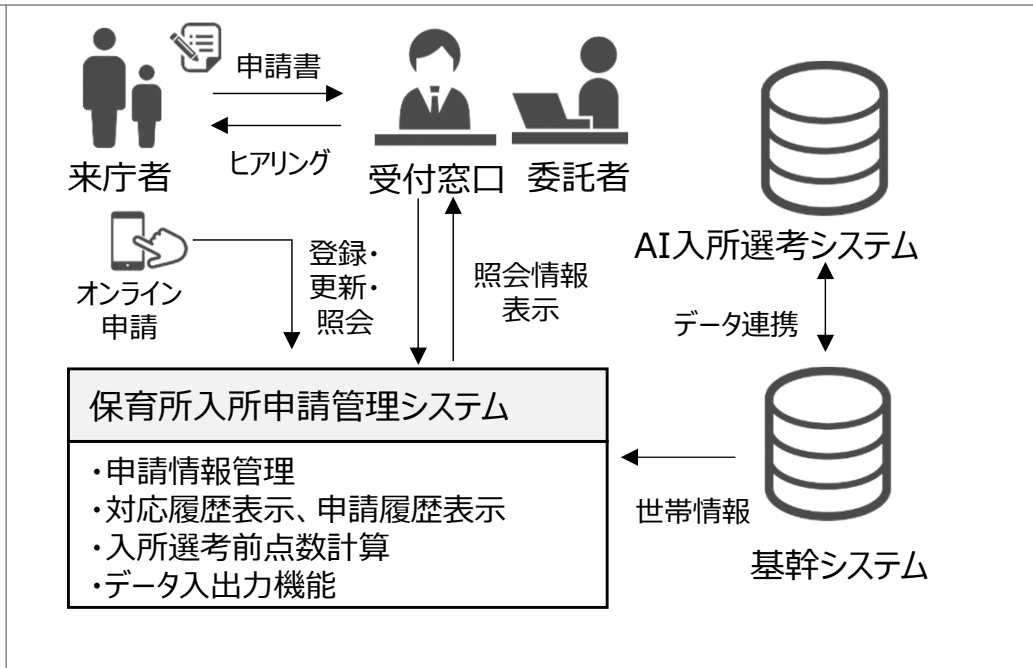 申請書
ヒアリング
来庁者
受付窓口
委託者
AI入所選考システム
オンライン
申請
登録・
更新・
照会
照会情報
表示
データ連携
保育所入所申請管理システム
・申請情報管理
・対応履歴表示、申請履歴表示
・入所選考前点数計算
・データ入出力機能
世帯情報
基幹システム